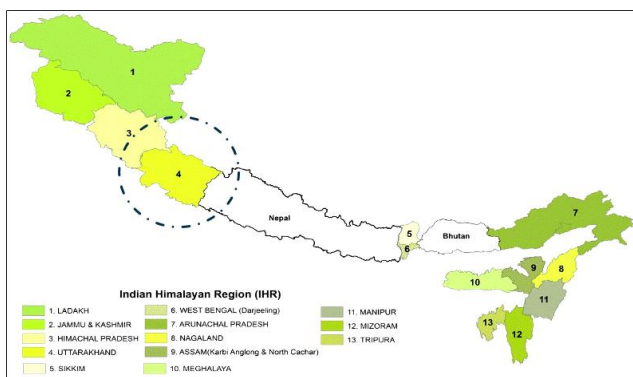 1
2
3
4
Nepal
5
6
Bhutan
7
8
9
10
11
12
13
Indian Himalayan Region (IHR)
1. LADAKH
2. JAMMU & KASHMIR
3. HIMACHAL PRADESH
4. UTTARAKHAND
5. SIKKIM
6. WEST BENGAL (Darjeeling)
7. ARUNACHAL PRADESH
8. NAGALAND
9. ASSAM(Karbi Anglong & North Cachar)
10. MEGHALAYA
11. MANIPUR
12. MIZORAM
13. TRIPURA